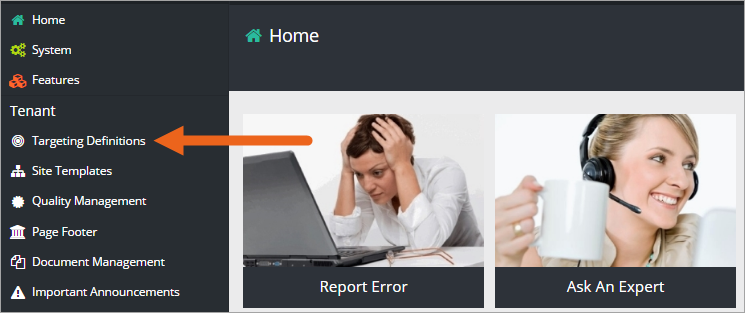 Home
System
Features
Tenant
Targeting Definitions
Site Templates
Quality Management
Page Footer
Document Management
Important Announcements
Home
Report Error
Ask An Expert